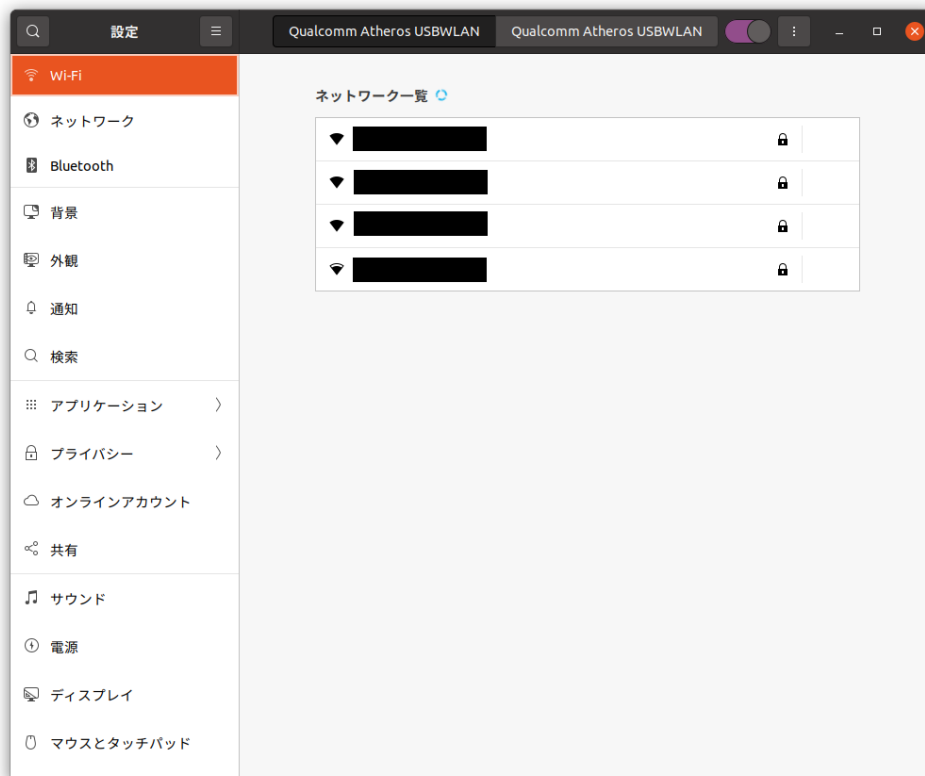 設定
Qualcomm Atheros USBWLAN Qualcomm Atheros USBWLAN
Wi-Fi
ネットワーク
Bluetooth
背景
外観
通知
検索
アプリケーション
プライバシー
オンラインアカウント
共有
サウンド
電源
ディスプレイ
マウスとタッチパッド
ネットワーク一覧